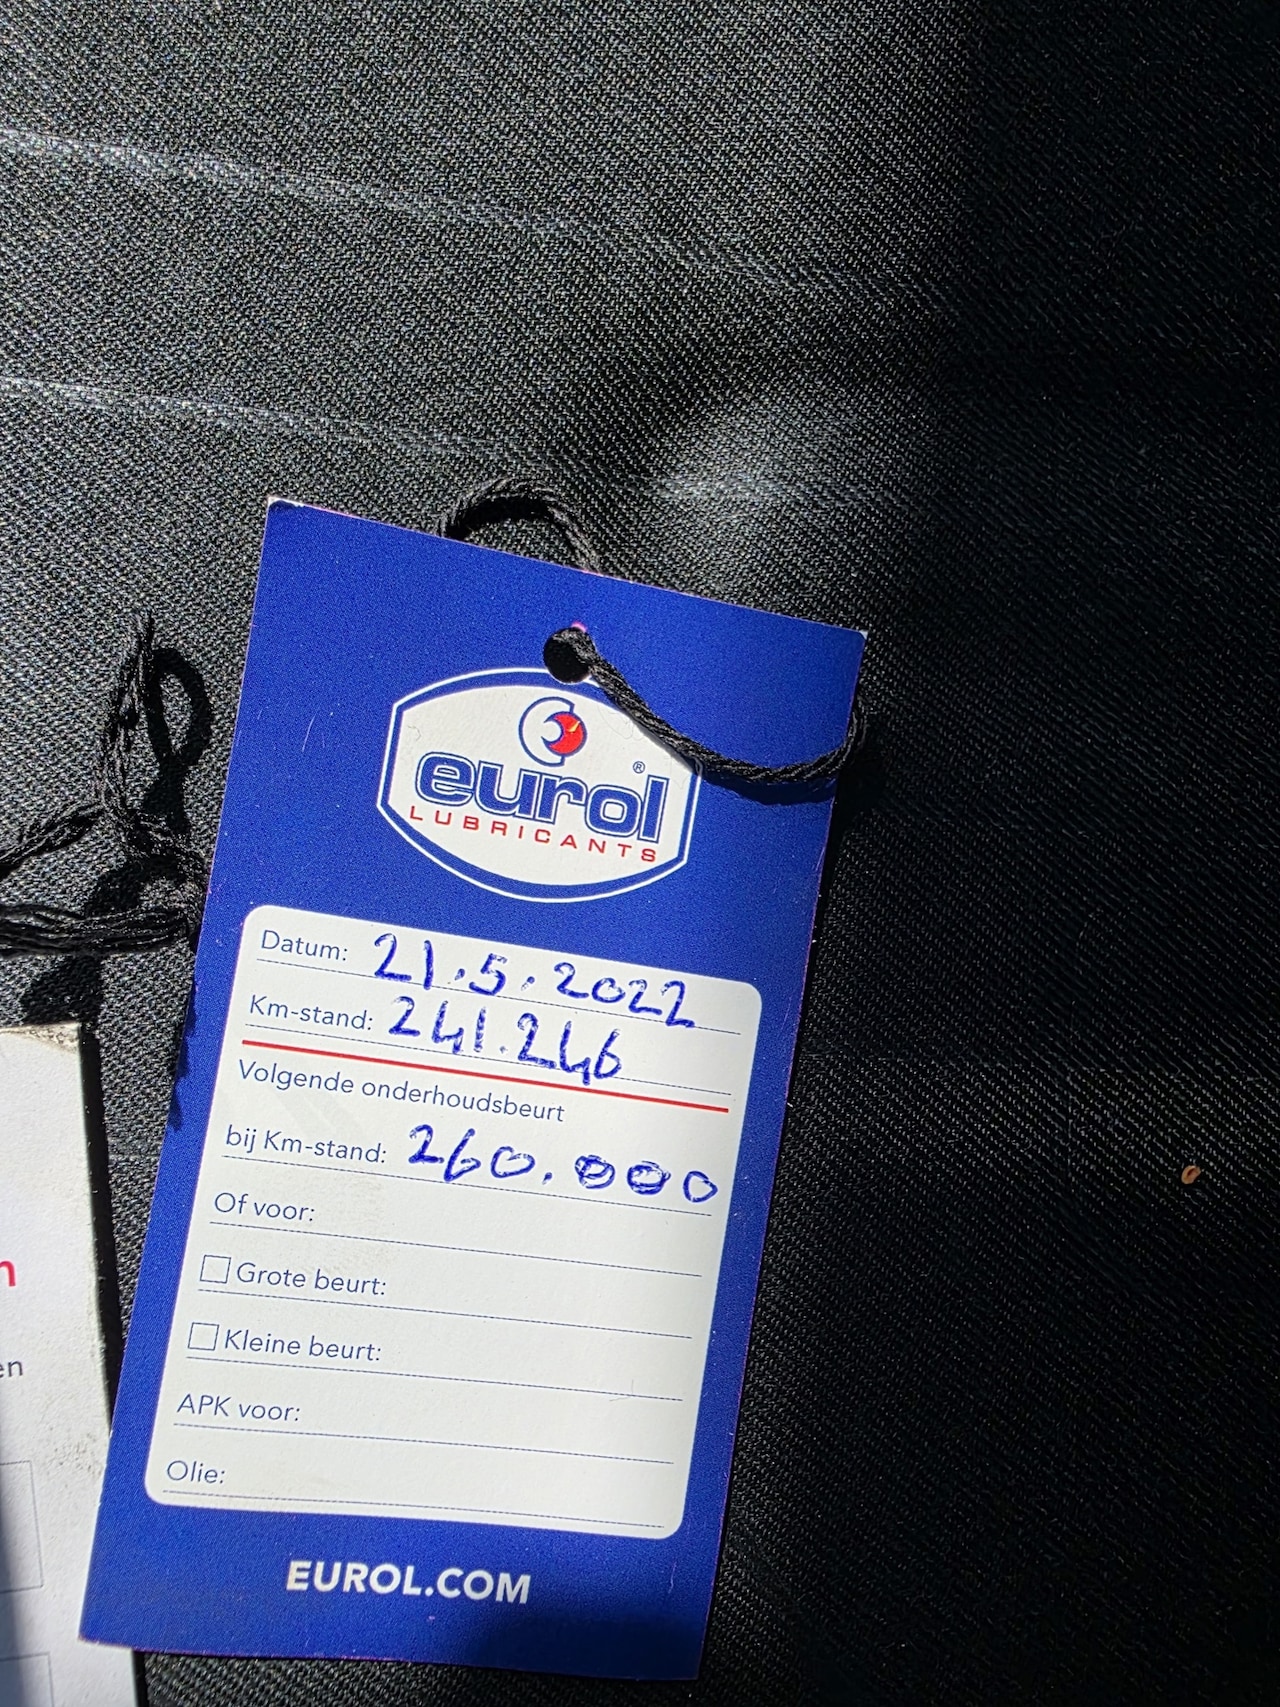 eurol®
LUBRICANTS
Datum: 21.5.2022
Km-stand: 241.246
Volgende onderhoudsbeurt
bij Km-stand: 260.000
Of voor:
Grote beurt:
Kleine beurt:
APK voor:
Olie:
EUROL.COM
n
en